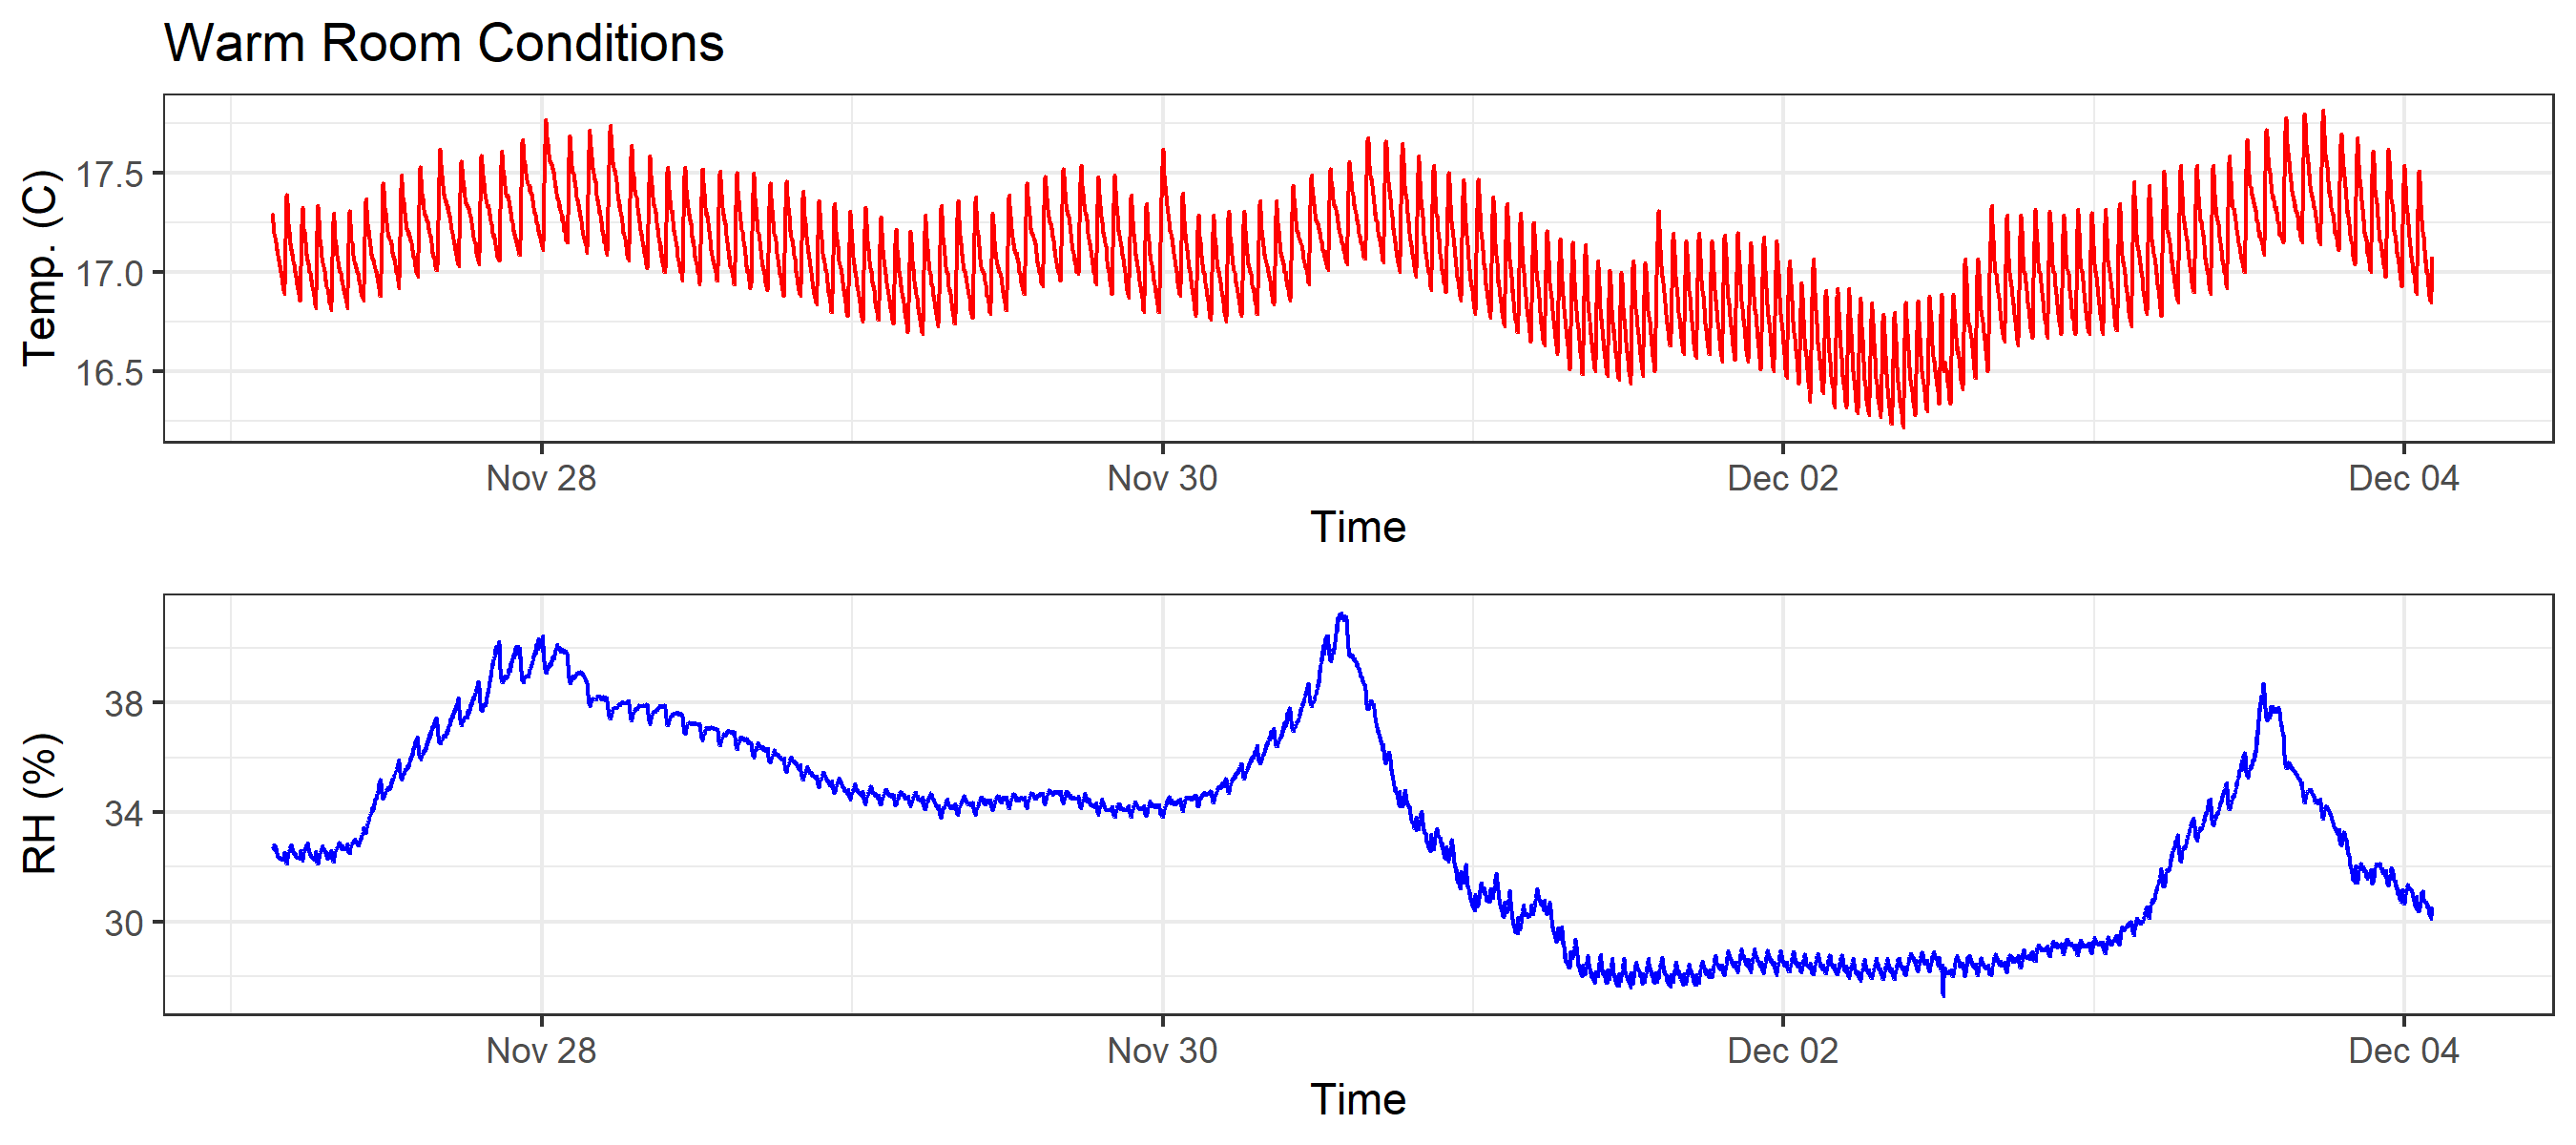 Warm Room Conditions
Temp. (C)
17.5
17.0
16.5
Nov 28 Nov 30 Dec 02 Dec 04
Time
RH (%)
38
34
30
Nov 28 Nov 30 Dec 02 Dec 04
Time